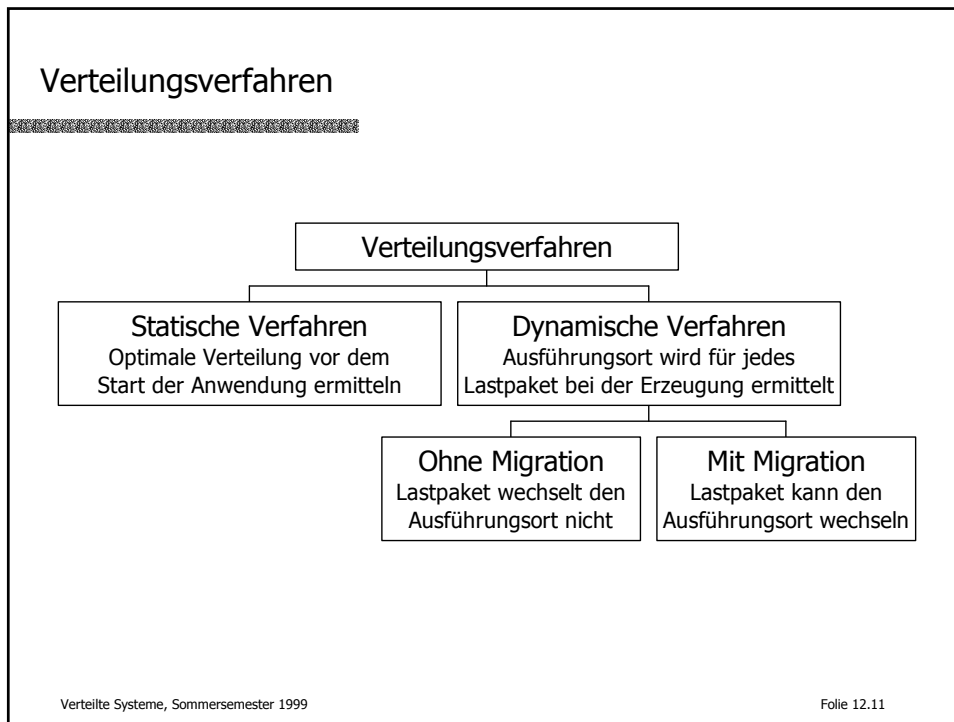 Verteilungsverfahren
Verteilungsverfahren
Statische Verfahren
Optimale Verteilung vor dem
Start der Anwendung ermitteln
Dynamische Verfahren
Ausführungsort wird für jedes
Lastpaket bei der Erzeugung ermittelt
Ohne Migration
Lastpaket wechselt den
Ausführungsort nicht
Mit Migration
Lastpaket kann den
Ausführungsort wechseln
Verteilte Systeme, Sommersemester 1999
Folie 12.11